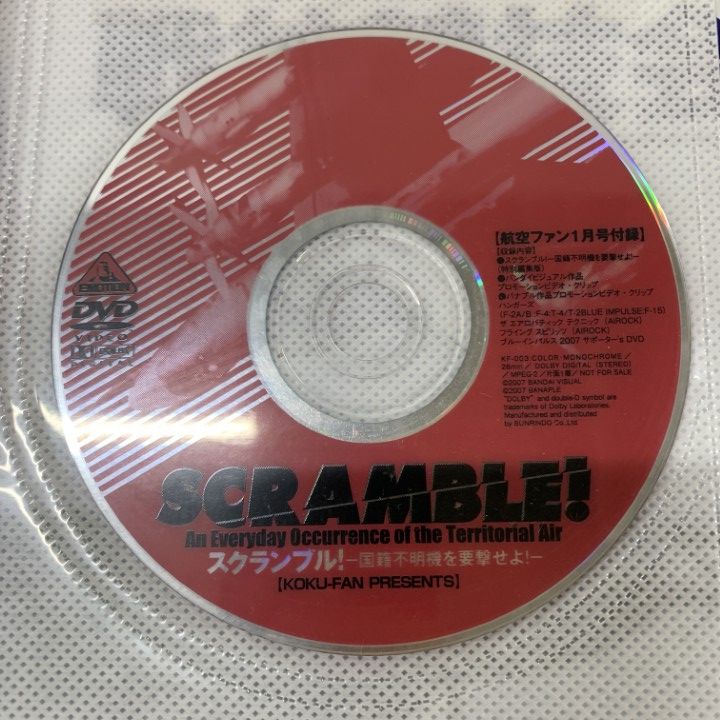 【航空ファン1月号付録】
【収録内容】
●スクランブル!ー国籍不明機を要撃せよ!ー
(特別編集版)
●バンダイビジュアル作品
プロモーションビデオ・クリップ
●バナプル作品プロモーションビデオ・クリップ
ハンガーズ
(F-2A/B:F-4:T-4/T-2BLUE IMPULSE:F-15)
ザ エアロバティック テクニック (AIROCK)
フライング スピリッツ (AIROCK)
ブルーインパルス 2007 サポーター'S DVD
KF-003:COLOR・MONOCHROME/
26min/DOLBY DIGITAL (STEREO)
/MPEG-2/片面1層/NOT FOR SALE
©2007 BANDAI VISUAL
©2007 BANAPLE
"DOLBY" and double-D symbol are
trademarks of Dolby Laboratories.
Manufactured and distributed
by BUNRINDO Co.Ltd
EMOTION
DVD
VIDEO
DIGITAL
SCRAMBLE!
An Everyday Occurrence of the Territorial Air
スクランブル!ー国籍不明機を要撃せよ!ー
【KOKU-FAN PRESENTS】